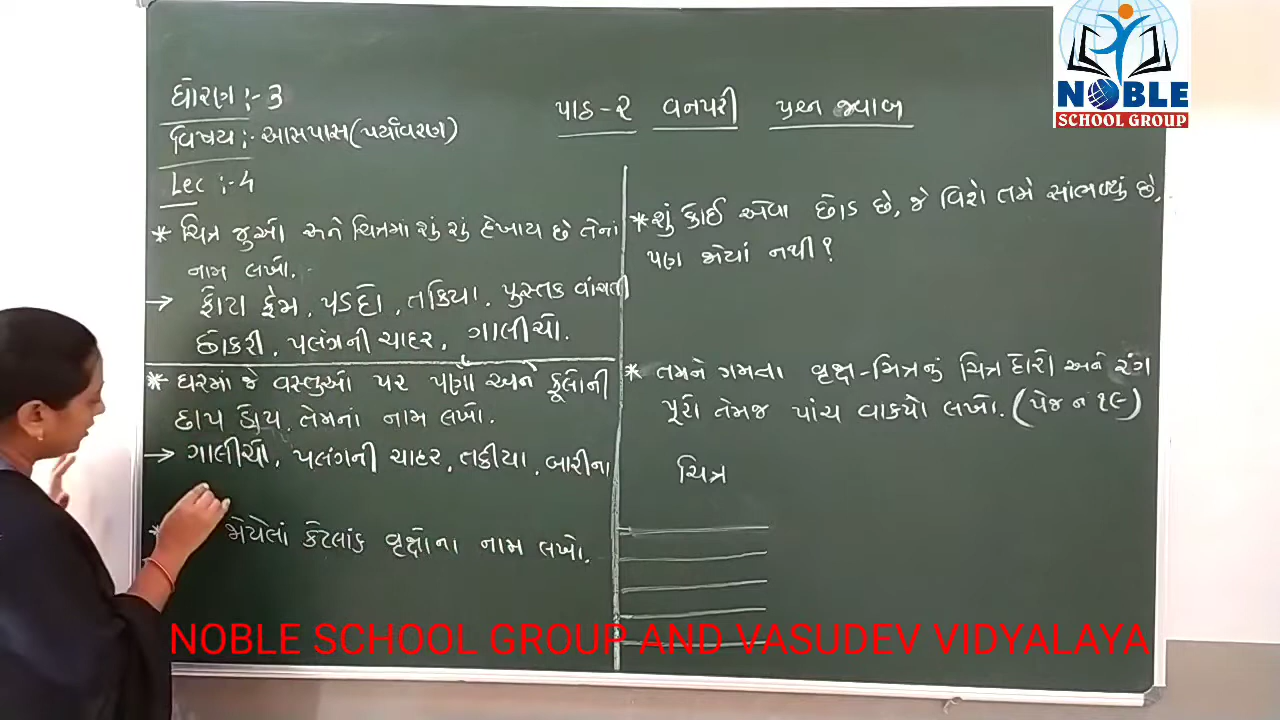 ધોરણ :- 3
વિષય :- આસપાસ (પર્યાવરણ)
Lec :- 4
પાઠ - ૨ વનપરી પ્રશ્ન જવાબ
* ચિત્ર જુઓ અને ચિત્રમાં શું શું દેખાય છે તેનાં
નામ લખો.
→ ફોટા ફ્રેમ, પડદો, તકિયા, પુસ્તક વાંચતી
છોકરી, પલંગની ચાદર, ગાલીચો.
* ઘરમાં જે વસ્તુઓ પર પાણા અને ફૂલોની
છાપ હોય, તેમનાં નામ લખો.
→ ગાલીચો, પલંગની ચાદર, તકીયા, બારીના
* જોયેલાં કેટલાંક વૃક્ષોના નામ લખો.
* શું કોઈ એવા છોડ છે, જે વિશે તમે સાંભળ્યું છે,
પણ જોયાં નથી?
* તમને ગમતા વૃક્ષ-મિત્રનું ચિત્ર દોરો અને રંગ
પૂરો તેમજ પાંચ વાક્યો લખો. (પેજ નં ૧૯)
ચિત્ર
NOBLE
SCHOOL GROUP
NOBLE SCHOOL GROUP AND VASUDEV VIDYALAYA